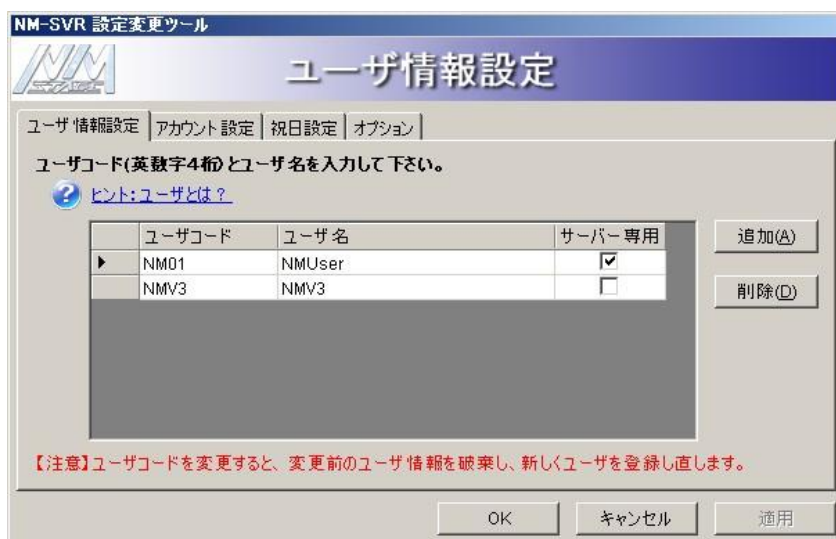 NM-SVR 設定変更ツール
NM
ユーザ情報設定
ユーザ情報設定 アカウント設定 祝日設定 オプション
ユーザコード(英数字4桁)とユーザ名を入力して下さい。
ヒント:ユーザとは?
ユーザコード ユーザ名 サーバー専用 追加(A)
NM01 NMUser
NMV3 NMV3 削除(D)
【注意】ユーザコードを変更すると、変更前のユーザ情報を破棄し、新しくユーザを登録し直します。
OK キャンセル 適用